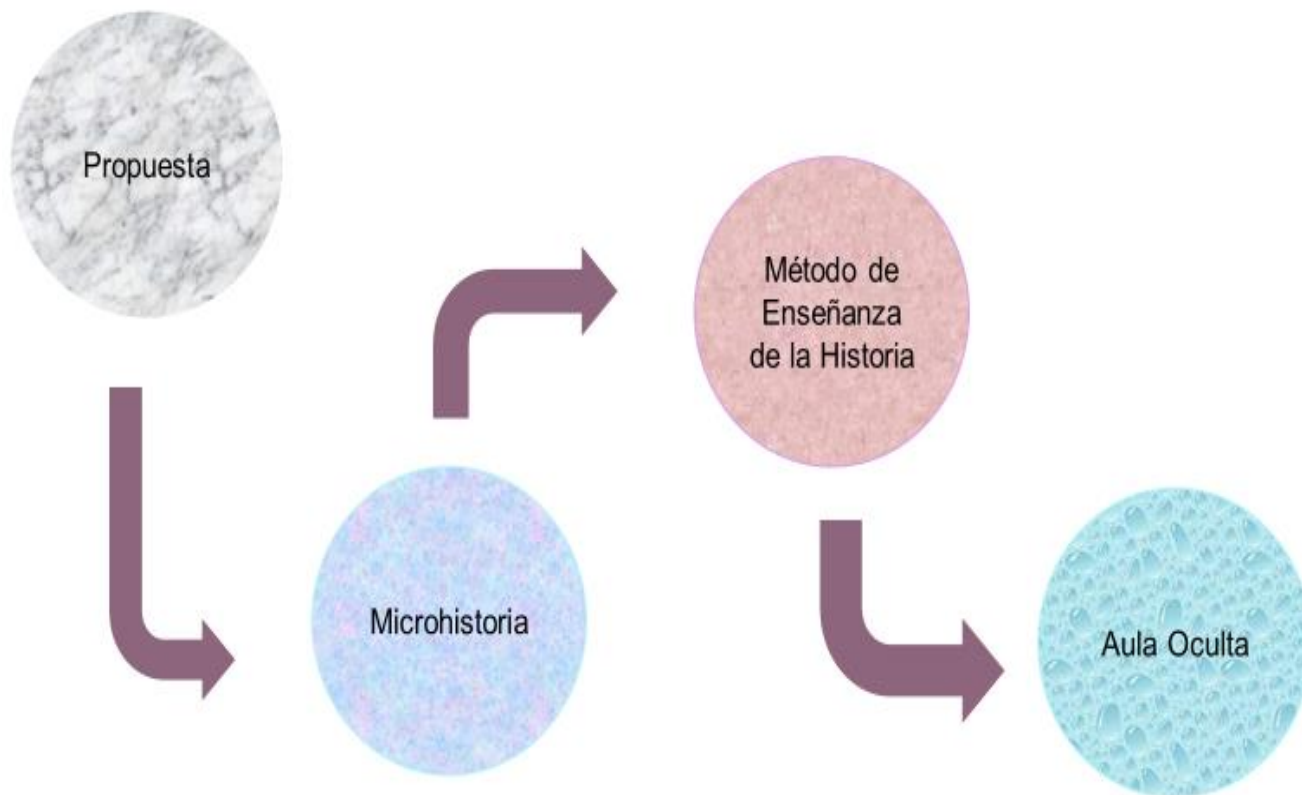 Propuesta
Método de
Enseñanza
de la Historia
Microhistoria
Aula Oculta